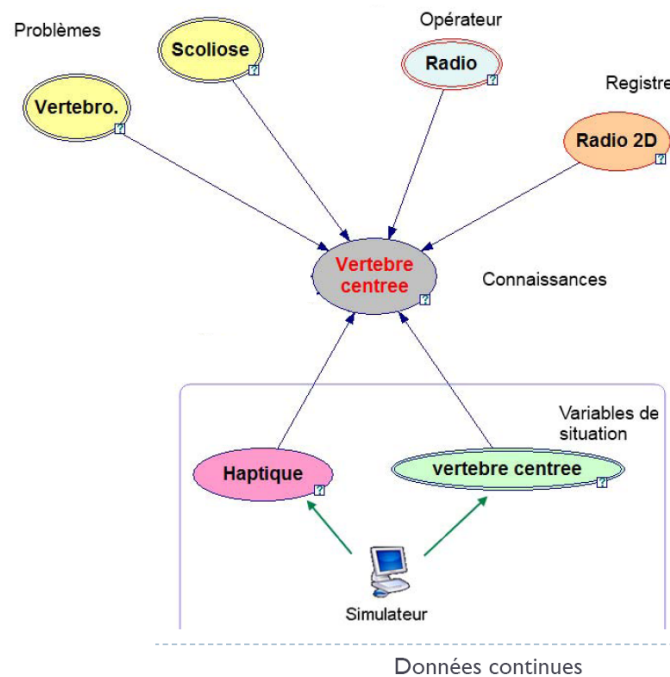 Opérateur
Problèmes
Scoliose
Radio
Registre
Vertebro.
Radio 2D
Vertebre
centree
Connaissances
Variables de
situation
Haptique
vertebre centree
Simulateur
Données continues